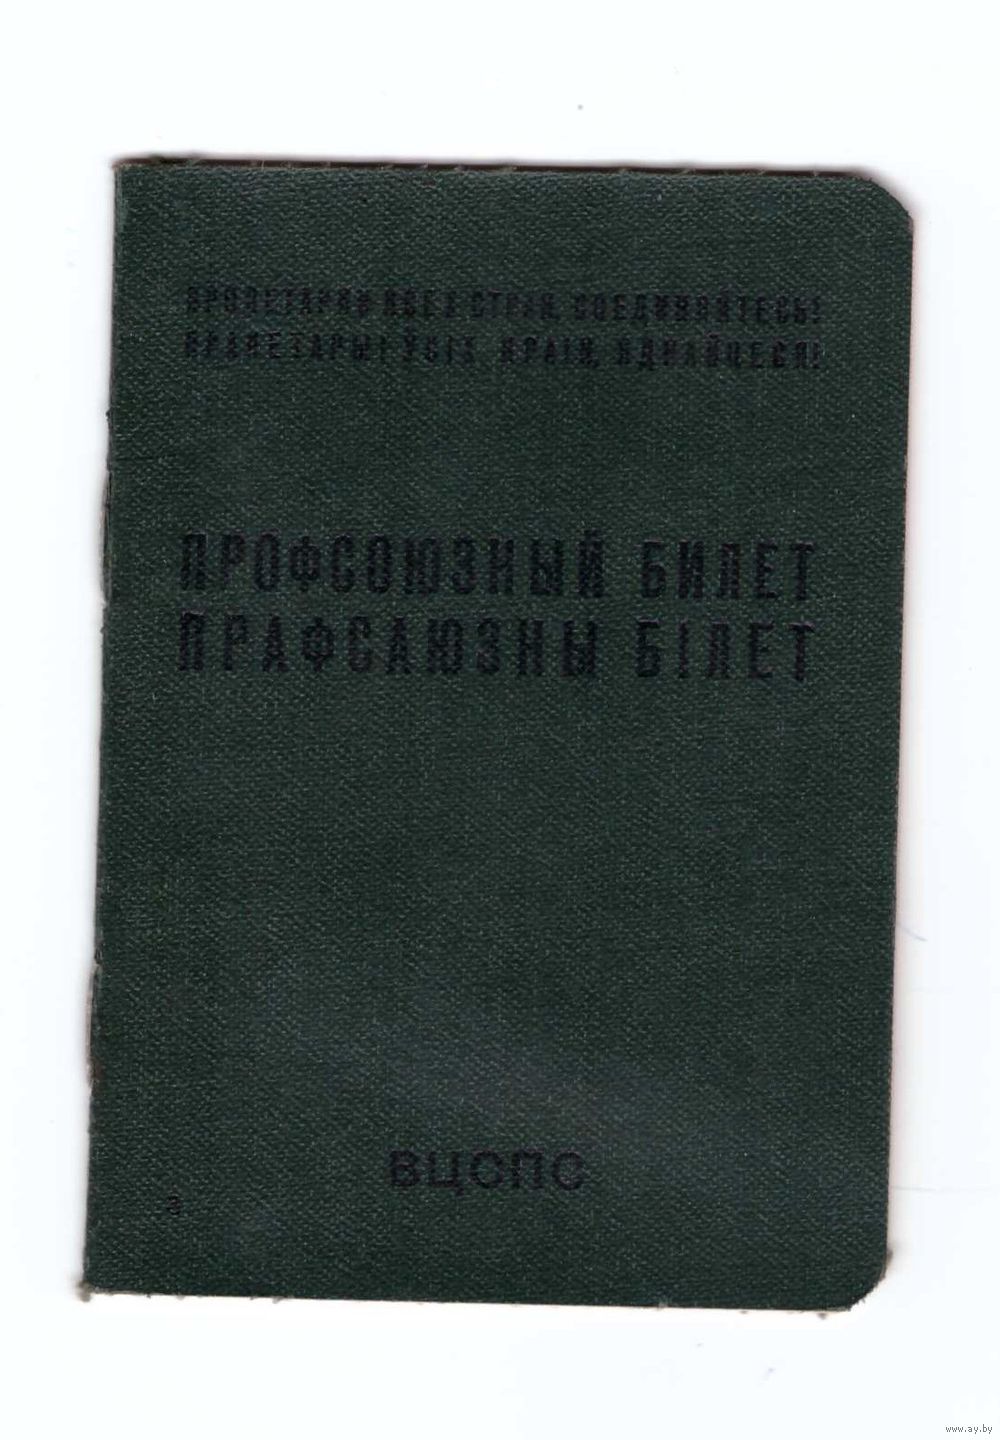 ПРОЛЕТАРИИ ВСЕХ СТРАН, СОЕДИНЯЙТЕСЬ!
ПРАЛЕТАРЫІ ЎСІХ КРАІН, ЯДНАЙЦЕСЯ!
ПРОФСОЮЗНЫЙ БИЛЕТ
ПРАФСАЮЗНЫ БІЛЕТ
ВЦСПС
www.ay.by